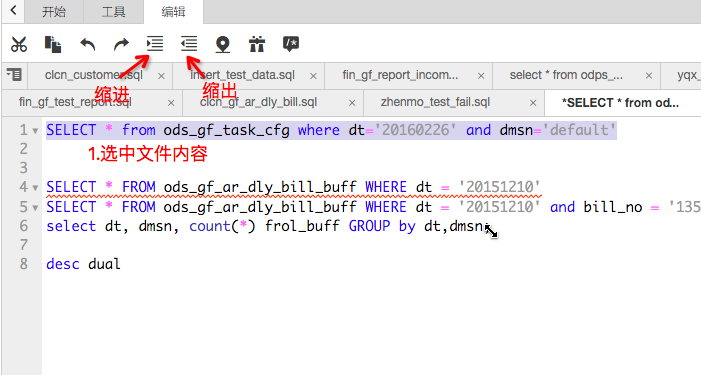 开始 工具 编辑
缩进 缩出
clcn_customer.sql insert_test_data.sql fin_gf_report_incom... select * from odps_... yqx_
fin_gf_test_report.sql clcn_gf_ar_dly_bill.sql zhenmo_test_fail.sql *SELECT * from od...
1 SELECT * from ods_gf_task_cfg where dt='20160226' and dmsn='default'
2 1.选中文件内容
3
4 SELECT * FROM ods_gf_ar_dly_bill_buff WHERE dt = '20151210'
5 SELECT * FROM ods_gf_ar_dly_bill_buff WHERE dt = '20151210' and bill_no = '135
6 select dt, dmsn, count(*) frol_buff GROUP by dt,dmsn;
7
8 desc dual